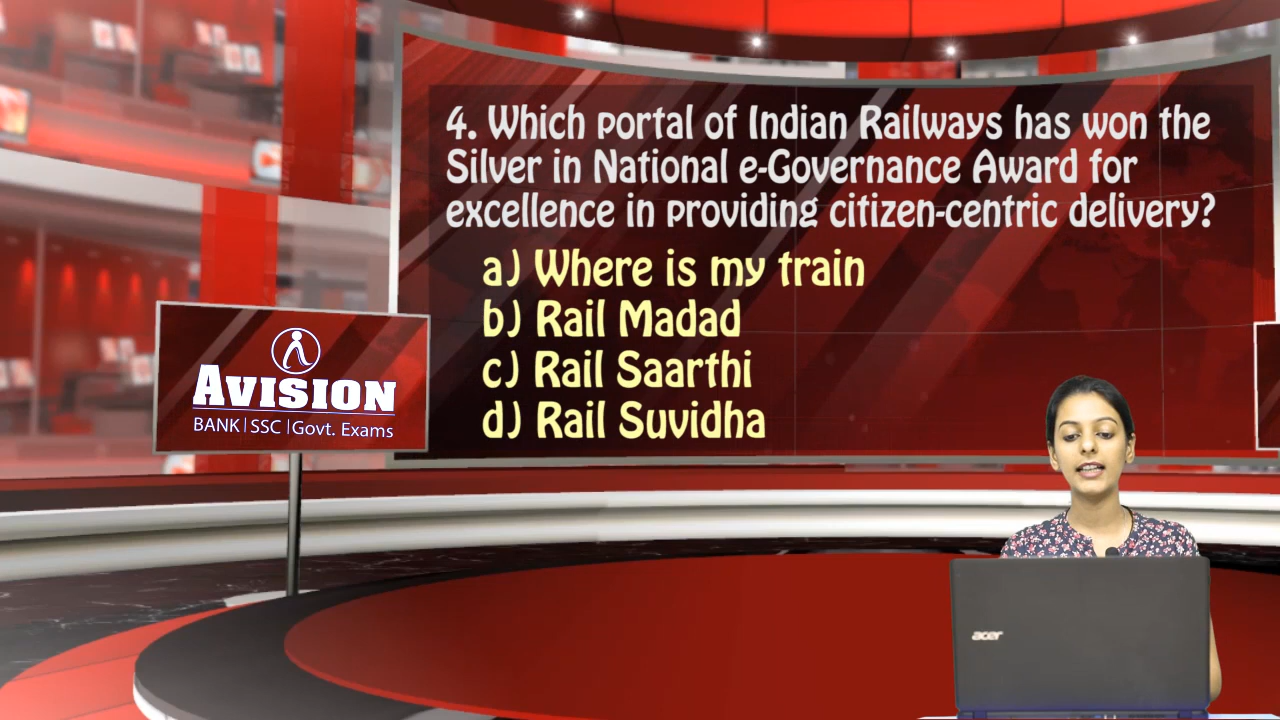 4. Which portal of Indian Railways has won the
Silver in National e-Governance Award for
excellence in providing citizen-centric delivery?
a) Where is my train
b) Rail Madad
c) Rail Saarthi
d) Rail Suvidha
AVISION
BANK|SSC|Govt. Exams
acer